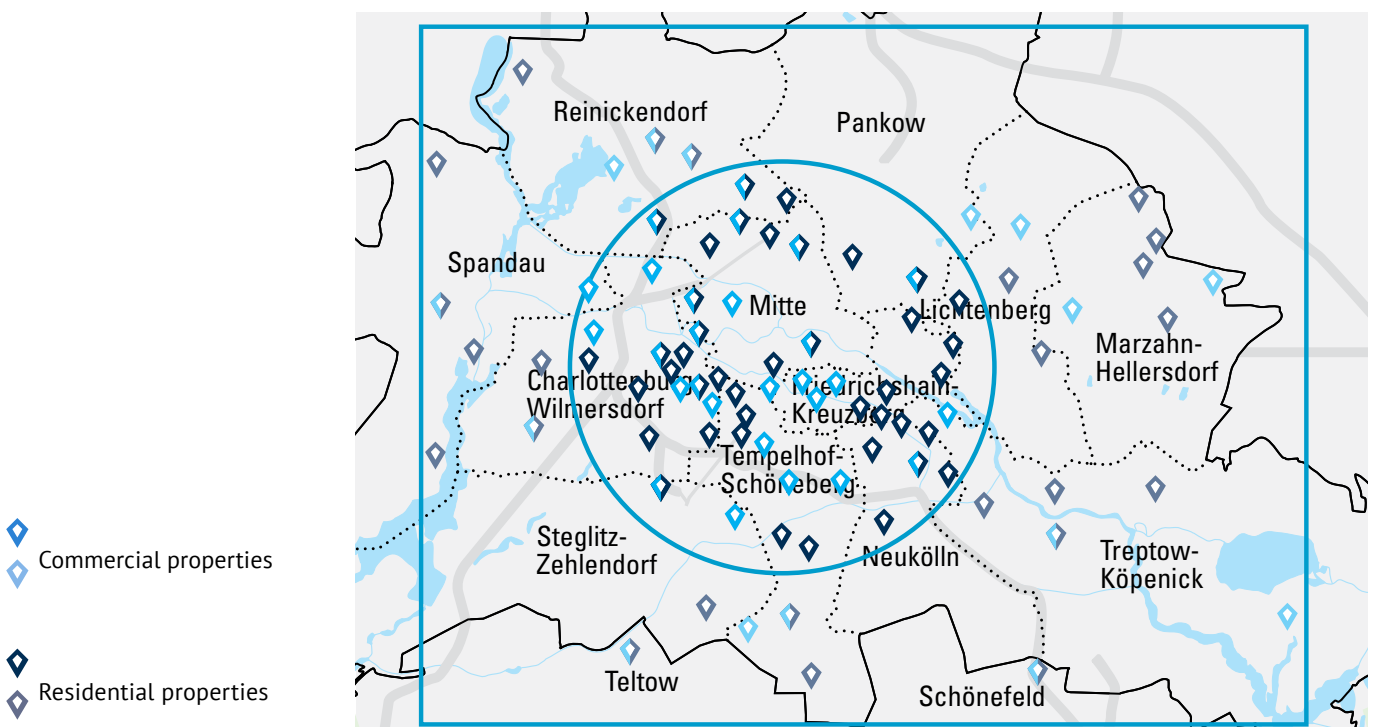 Reinickendorf
Pankow
Spandau
Mitte
Lichtenberg
Marzahn-
Hellersdorf
Charlottenburg
Wilmersdorf
Friedrichshain-
Kreuzberg
Tempelhof-
Schöneberg
Steglitz-
Zehlendorf
Neukölln
Treptow-
Köpenick
Teltow
Schönefeld
Commercial properties
Residential properties